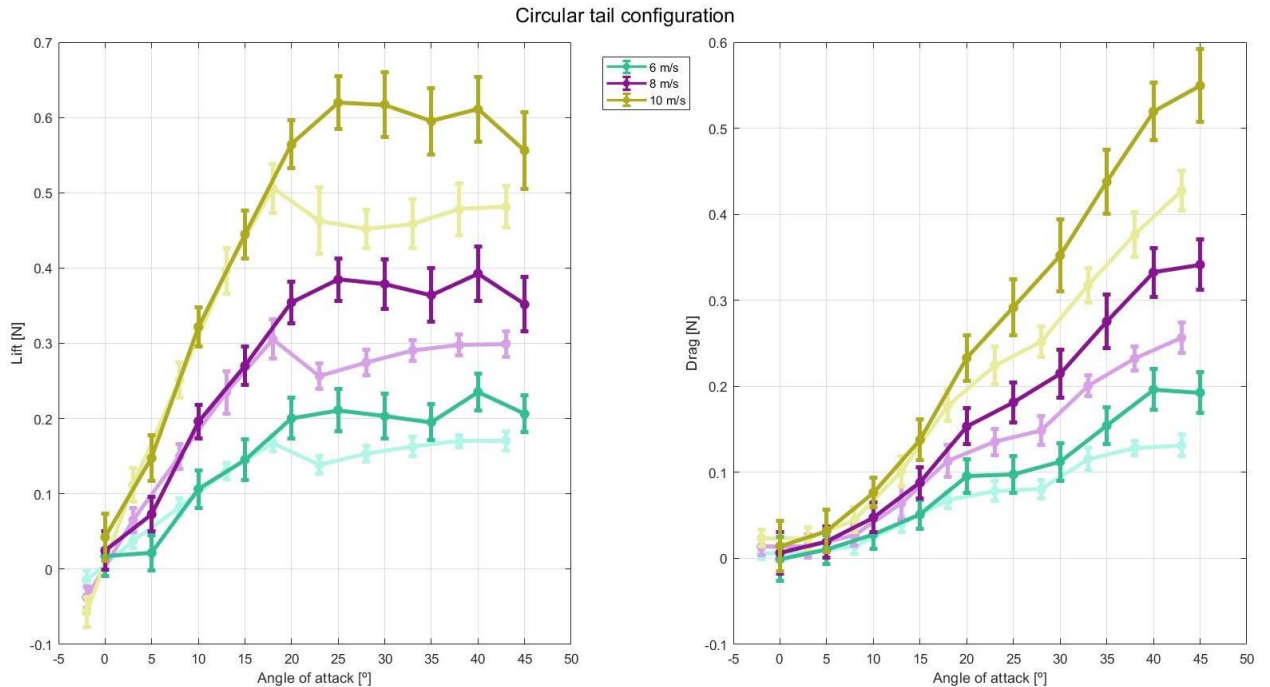 Circular tail configuration
0.7
0.6
0.5
0.4
0.3
0.2
0.1
0
-0.1
Lift [N]
-5 0 5 10 15 20 25 30 35 40 45 50
Angle of attack [º]
6 m/s
8 m/s
10 m/s
0.6
0.5
0.4
0.3
0.2
0.1
0
-0.1
Drag [N]
-5 0 5 10 15 20 25 30 35 40 45 50
Angle of attack [º]